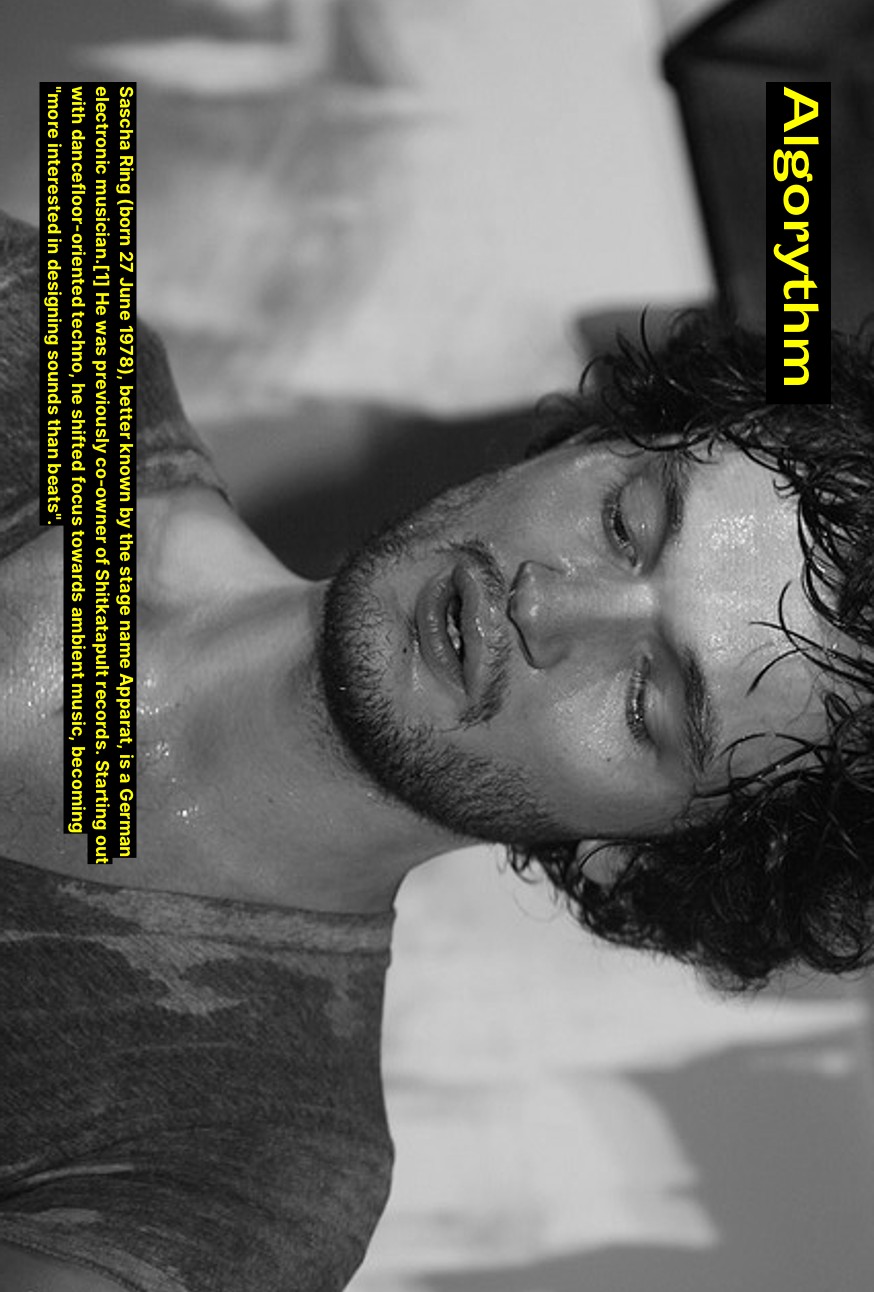 Algorythm
Sascha Ring (born 27 June 1978), better known by the stage name Apparat, is a German
electronic musician.[1] He was previously co-owner of Shitkatapult records. Starting out
with dancefloor-oriented techno, he shifted focus towards ambient music, becoming
"more interested in designing sounds than beats".